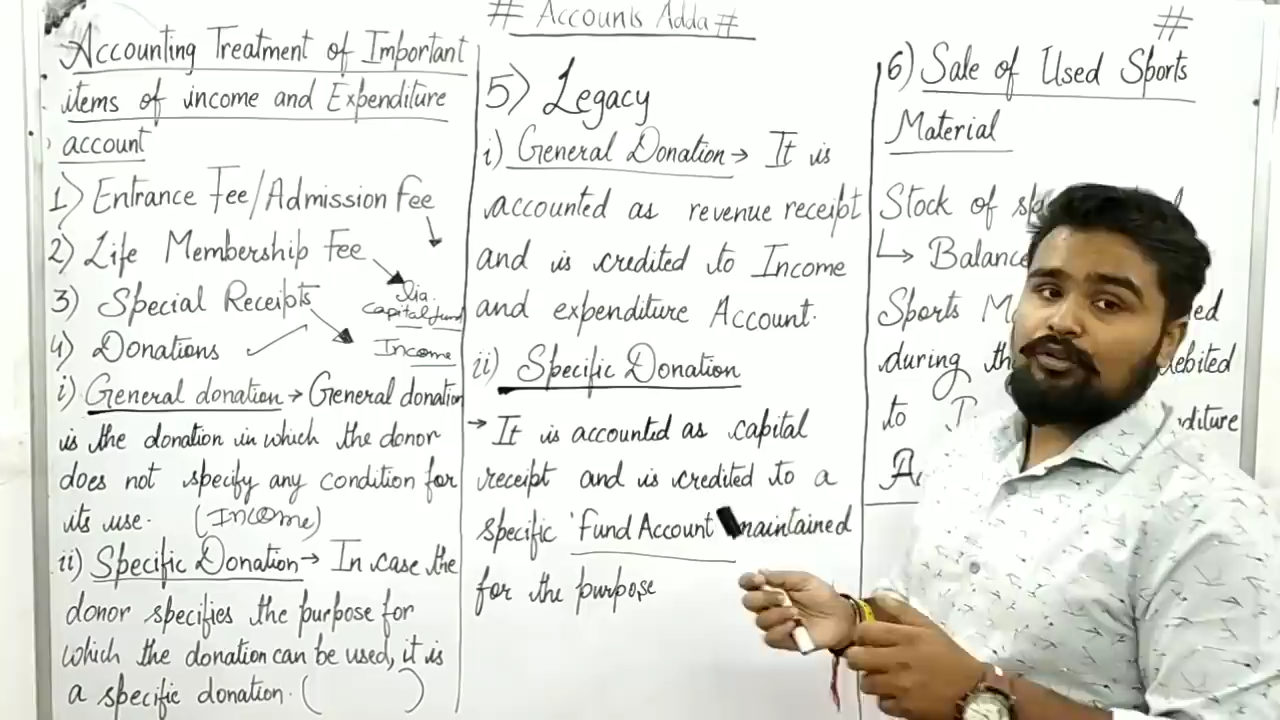 # Accounts Adda #
Accounting Treatment of Important
items of income and Expenditure
account
1) Entrance Fee/Admission Fee
2) Life Membership Fee
3) Special Receipts
lia.
Capital fund
4) Donations
Income
i) General donation → General donation
is the donation in which the donor
does not specify any condition for
its use. (Income)
ii) Specific Donation → In case the
donor specifies the purpose for
which the donation can be used, it is
a specific donation. ( )
5) Legacy
i) General Donation → It is
accounted as revenue receipt
and is credited to Income
and expenditure Account.
ii) Specific Donation
→ It is accounted as capital
receipt and is credited to a
specific 'Fund Account maintained
for the purpose
#
6) Sale of Used Sports
Material
Stock of
↳ Balance
Sports
during
to